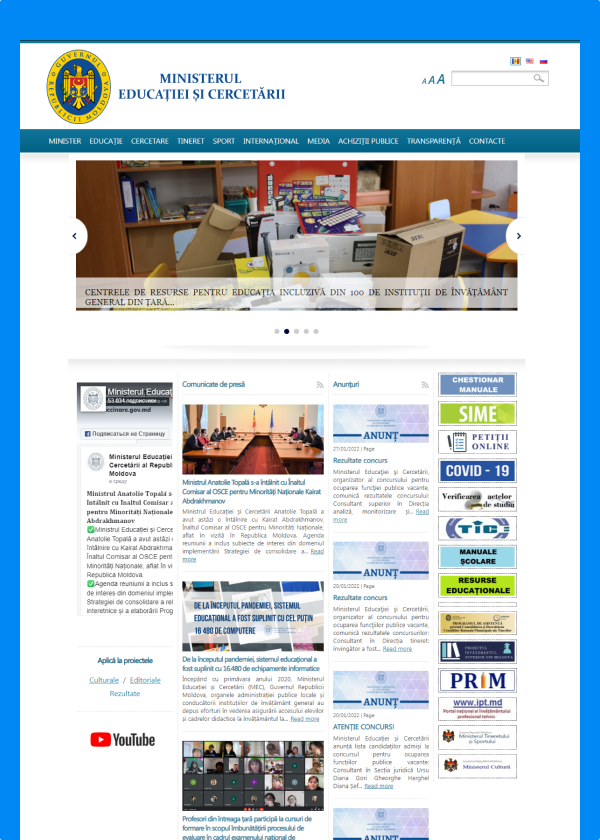 GUVERNUL
REPUBLICII MOLDOVA
MINISTERUL
EDUCAȚIEI ȘI CERCETĂRII
A A A
MINISTER EDUCAȚIE CERCETARE TINERET SPORT INTERNAȚIONAL MEDIA ACHIZIȚII PUBLICE TRANSPARENȚĂ CONTACTE
CENTRELE DE RESURSE PENTRU EDUCAȚIA INCLUZIVĂ DIN 100 DE INSTITUȚII DE ÎNVĂȚĂMÂNT
GENERAL DIN ȚARĂ...
Ministerul Educaț
53 034 подписчики
ccinare.gov.md
Подписаться на Страницу
Ministerul Educației
Cercetării al Republ
Moldova
в среду
Ministrul Anatolie Topală s-
întâlnit cu Înaltul Comisar a
pentru Minorități Naționale
Abdrakhmanov
Ministrul Educației și Cerce
Topală a avut astăzi o
întâlnire cu Kairat Abdrakhma
Înaltul Comisar al OSCE pent
Minorități Naționale, aflat în vi
Republica Moldova.
Agenda reuniunii a inclus s
de interes din domeniul imple
Strategiei de consolidare a rel
interetnice și a elaborării Prog
Aplică la proiectele
Culturale / Editoriale
Rezultate
YouTube
Comunicate de presă
Ministrul Anatolie Topală s-a întâlnit cu Înaltul
Comisar al OSCE pentru Minorități Naționale Kairat
Abdrakhmanov
Ministrul Educației și Cercetării Anatolie Topală a
avut astăzi o întâlnire cu Kairat Abdrakhmanov,
Înaltul Comisar al OSCE pentru Minorități Naționale,
aflat în vizită în Republica Moldova. Agenda
reuniunii a inclus subiecte de interes din domeniul
implementării Strategiei de consolidare a... Read
more
DE LA ÎNCEPUTUL PANDEMIEI, SISTEMUL
EDUCAȚIONAL A FOST SUPLINIT CU CEL PUȚIN
16 480 DE COMPUTERE
De la începutul pandemiei, sistemul educațional a
fost suplinit cu 16.480 de echipamente informatice
Începând cu primăvara anului 2020, Ministerul
Educației și Cercetării (MEC), Guvernul Republicii
Moldova, organele administrației publice locale și
conducătorii instituțiilor de învățământ general au
depus eforturi în vederea asigurării accesului elevilor
și cadrelor didactice la învățământul la... Read more
Profesori din întreaga țară participă la cursuri de
formare în scopul îmbunătățirii procesului de
evaluare în cadrul examenului național de
Anunțuri
ANUNȚ
27/01/2022 | Page
Rezultate concurs
Ministerul Educației și Cercetării,
organizator al concursului pentru
ocuparea funcției publice vacante,
comunică rezultatele concursului:
Consultant superior în Direcția
analiză, monitorizare și... Read
more
ANUNȚ
20/01/2022 | Page
Rezultate concurs
Ministerul Educației și Cercetării,
organizator al concursului pentru
ocuparea funcțiilor publice vacante,
comunică rezultatele concursurilor:
Consultant în Direcția tineret:
învingător a fost... Read more
ANUNȚ
20/01/2022 | Page
ATENȚIE CONCURS!
Ministerul Educației și Cercetării
anunță lista candidaților admiși la
concursul pentru ocuparea
funcțiilor publice vacante:
Consultant în Secția juridică Ursu
Diana Gori Gheorghe Harghel
Diana Șef... Read more
ANUNȚ
CHESTIONAR
MANUALE
SIME
PETIȚII
ONLINE
COVID - 19
Verificarea actelor
de studii
TIC
MANUALE
ȘCOLARE
RESURSE
EDUCAȚIONALE
PROGRAMUL DE ASISTENȚĂ
PROIECTUL
ÎNVĂȚĂMÂNTUL
SUPERIOR DIN MOLDOVA
PRIM
www.ipt.md
Portal național al învățământului
profesional tehnic
Ministerul Tineretului
și Sportului
Ministerul Culturii